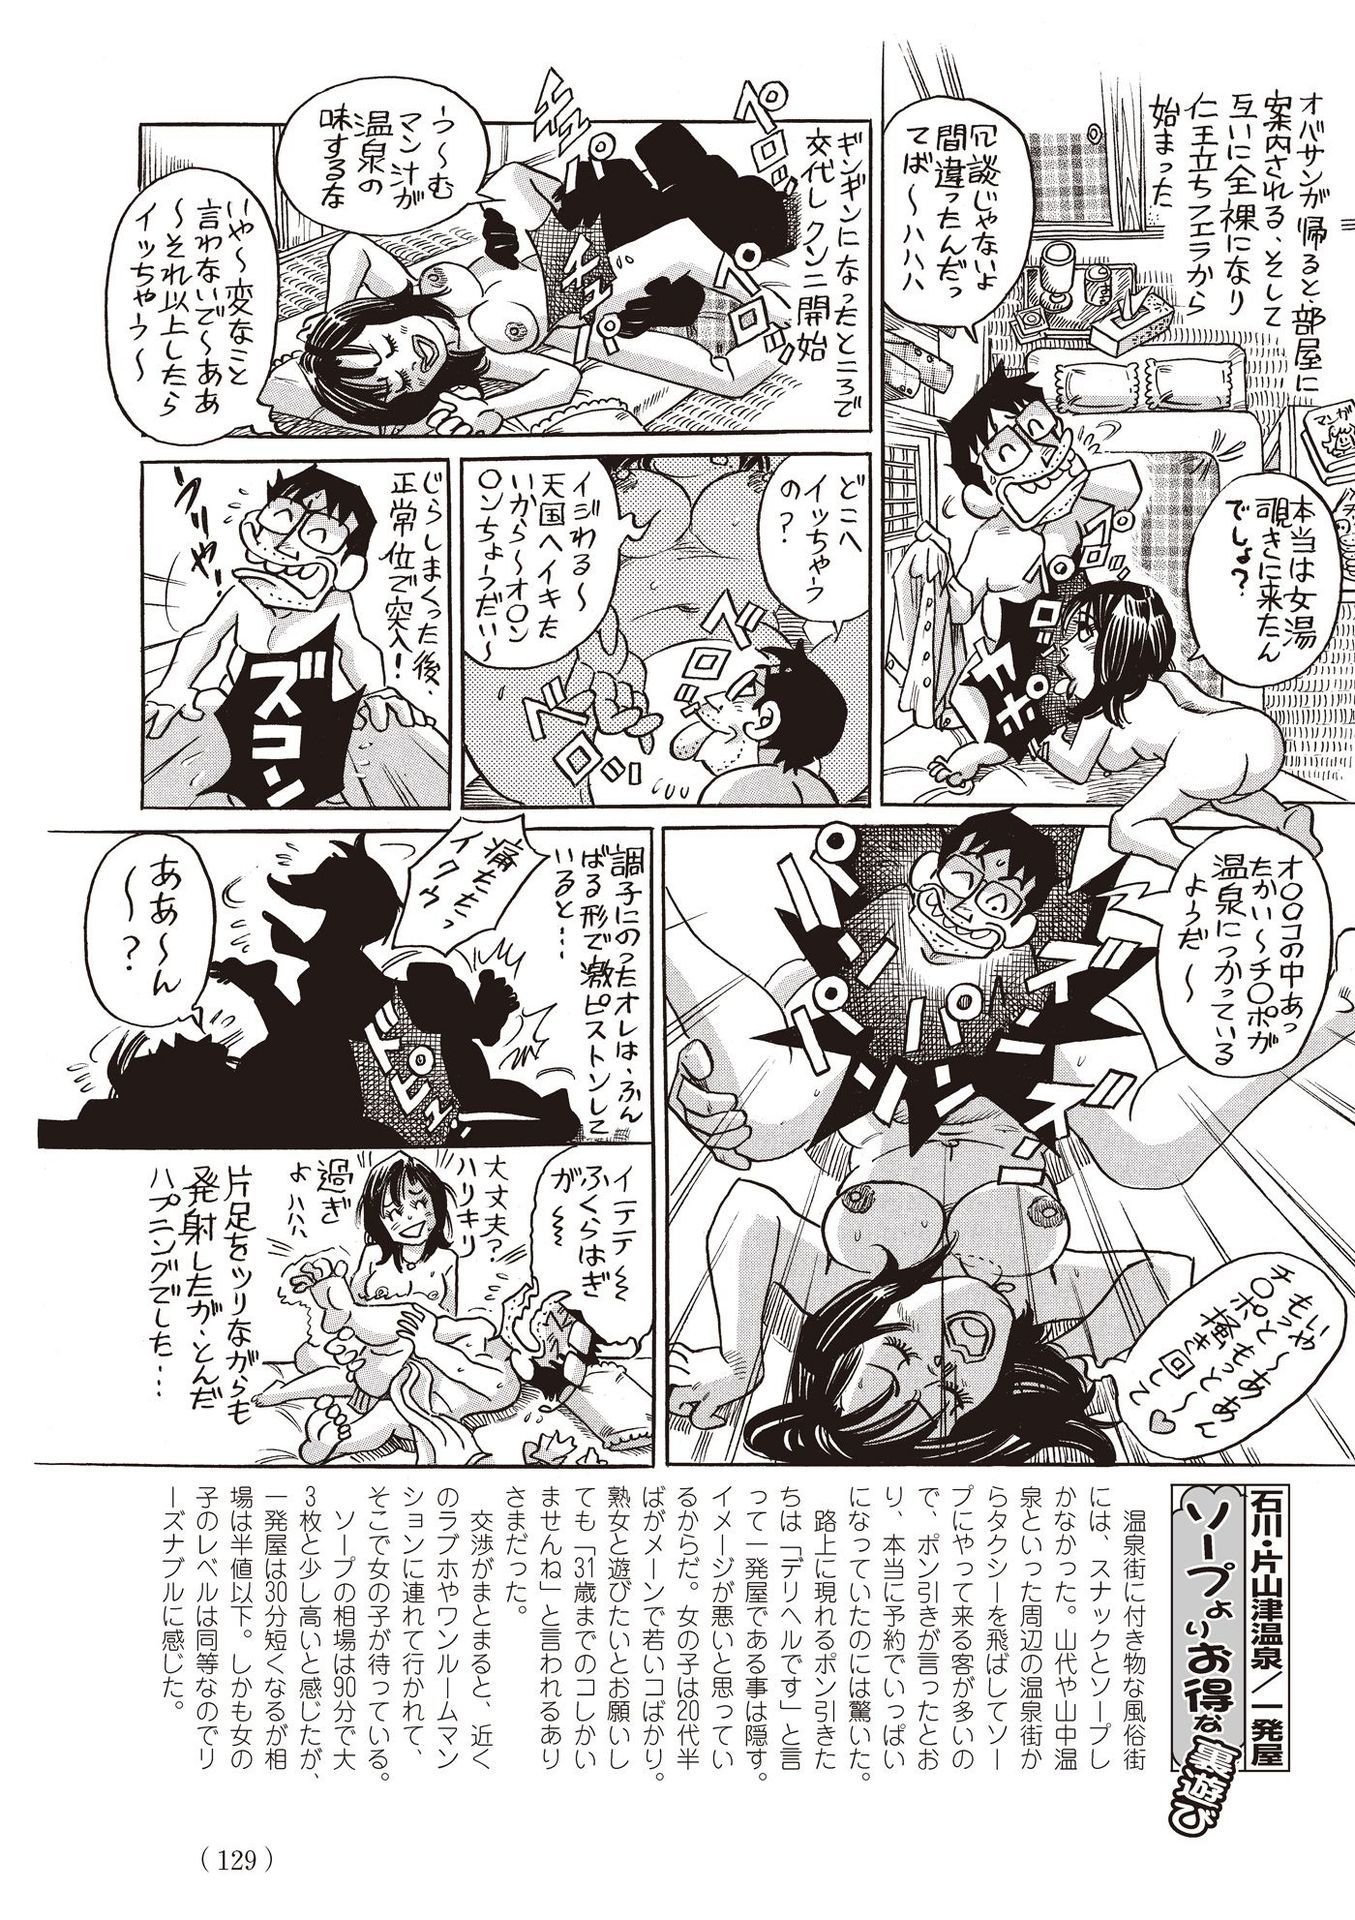 オバサンが帰ると、部屋に
案内される、そして
互いに全裸になり
仁王立ちフェラから
始まった
冗談じゃないよ
間違ったんだっ
てば〜ハハハ
マンガ
本当は女湯
覗きに来たん
でしょ?
ギンギンになったところで
交代しクンニ開始
〜う〜む
マン汁が
温泉の
味するな
いや〜変なこと
言わないで〜ああ
〜それ以上したら
イッちゃう〜
どこへ
イッちゃう
の?
イジわる〜
天国へイキた
いから〜オ〇ン
〇ンちょうだい〜
じらしまくった後、
正常位で突入!
ズコン
オ〇〇コの中あっ
たかい〜チ〇ポが
温泉につかっている
ようだ〜
いや〜
もっと〜ああん
チ〇ポでもっと〜
掻き回して
調子にのったオレは、ふん
ばる形で激ピストンして
いると…
痛ももっ
イクウッ
ああ〜ん
〜?
イテテテ〜
ふくらはぎ
が〜
大丈夫?
ハリキリ
過ぎ
よハハハ
片足をツリながらも
発射したが、とんだ
ハプニングでした…
石川・片山津温泉/一発屋
ソープよりお得な裏遊び
温泉街に付き物な風俗街
には、スナックとソープし
かなかった。山代や山中温
泉といった周辺の温泉街か
らタクシーを飛ばしてソー
プにやって来る客が多いの
で、ポン引きが言ったとお
り、本当に予約でいっぱい
になっていたのには驚いた。
路上に現れるポン引きた
ちは「デリヘルです」と言
って一発屋である事は隠す。
イメージが悪いと思ってい
るからだ。女の子は20代半
ばがメーンで若いコばかり。
熟女と遊びたいとお願いし
ても「31歳までのコしかい
ませんね」と言われるあり
さまだった。
交渉がまとまると、近く
のラブホやワンルームマン
ションに連れて行かれて、
そこで女の子が待っている。
ソープの相場は90分で大
3枚と少し高いと感じたが、
一発屋は30分短くなるが相
場は半値以下。しかも女の
子のレベルは同等なのでリ
ーズナブルに感じた。
(129)